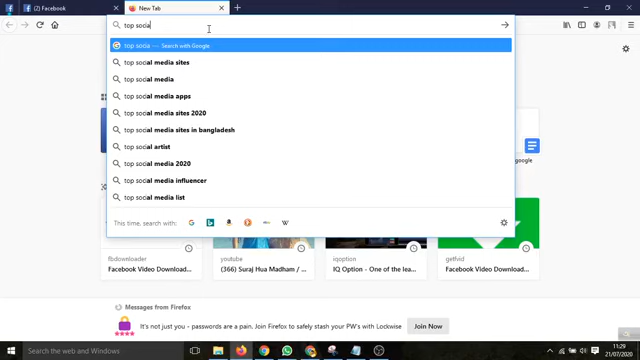 (1) Facebook
New Tab
top socia
top socia — Search with Google
top social media sites
top social media
top social media apps
top social media sites 2020
top social media sites in bangladesh
top social artist
top social media 2020
top social media influencer
top social media list
This time, search with:
google
fbdownloader
Facebook Video Download...
youtube
(366) Suraj Hua Madham / ...
iqoption
IQ Option - One of the lea...
getfvid
Facebook Video Download...
Messages from Firefox
It's not just you - passwords are a pain. Join Firefox to safely stash your PW's with Lockwise
Join Now
Search the web and Windows
11:29
21/07/2020